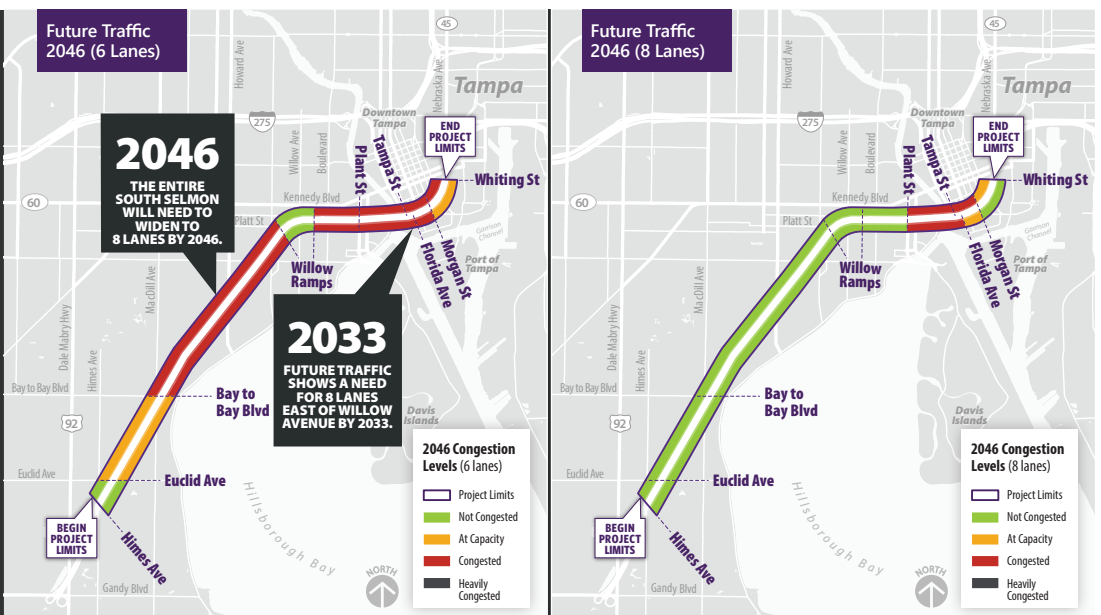 Future Traffic
2046 (6 Lanes)
45
Tampa
Howard Ave
Nebraska Ave
275
Downtown
Tampa
END
PROJECT
LIMITS
2046
THE ENTIRE
SOUTH SELMON
WILL NEED TO
WIDEN TO
8 LANES BY 2046.
Willow Ave
Boulevard
Plant St
Tampa St
Whiting St
60
Kennedy Blvd
Platt St
Garrison
Channel
Morgan St
Florida Ave
Port of
Tampa
Willow
Ramps
MacDill Ave
Dale Mabry Hwy
Himes Ave
2033
FUTURE TRAFFIC
SHOWS A NEED
FOR 8 LANES
EAST OF WILLOW
AVENUE BY 2033.
Bay to Bay Blvd
Bay to
Bay Blvd
92
Davis
Islands
Euclid Ave
Euclid Ave
Hillsborough Bay
BEGIN
PROJECT
LIMITS
Himes Ave
Gandy Blvd
NORTH
2046 Congestion
Levels (6 lanes)
Project Limits
Not Congested
At Capacity
Congested
Heavily
Congested
Future Traffic
2046 (8 Lanes)
45
Tampa
Howard Ave
Nebraska Ave
275
Downtown
Tampa
END
PROJECT
LIMITS
Willow Ave
Boulevard
Plant St
Tampa St
Whiting St
60
Kennedy Blvd
Platt St
Garrison
Channel
Morgan St
Florida Ave
Port of
Tampa
Willow
Ramps
MacDill Ave
Dale Mabry Hwy
Himes Ave
Bay to Bay Blvd
Bay to
Bay Blvd
92
Davis
Islands
Euclid Ave
Euclid Ave
Hillsborough Bay
BEGIN
PROJECT
LIMITS
Himes Ave
Gandy Blvd
NORTH
2046 Congestion
Levels (8 lanes)
Project Limits
Not Congested
At Capacity
Congested
Heavily
Congested